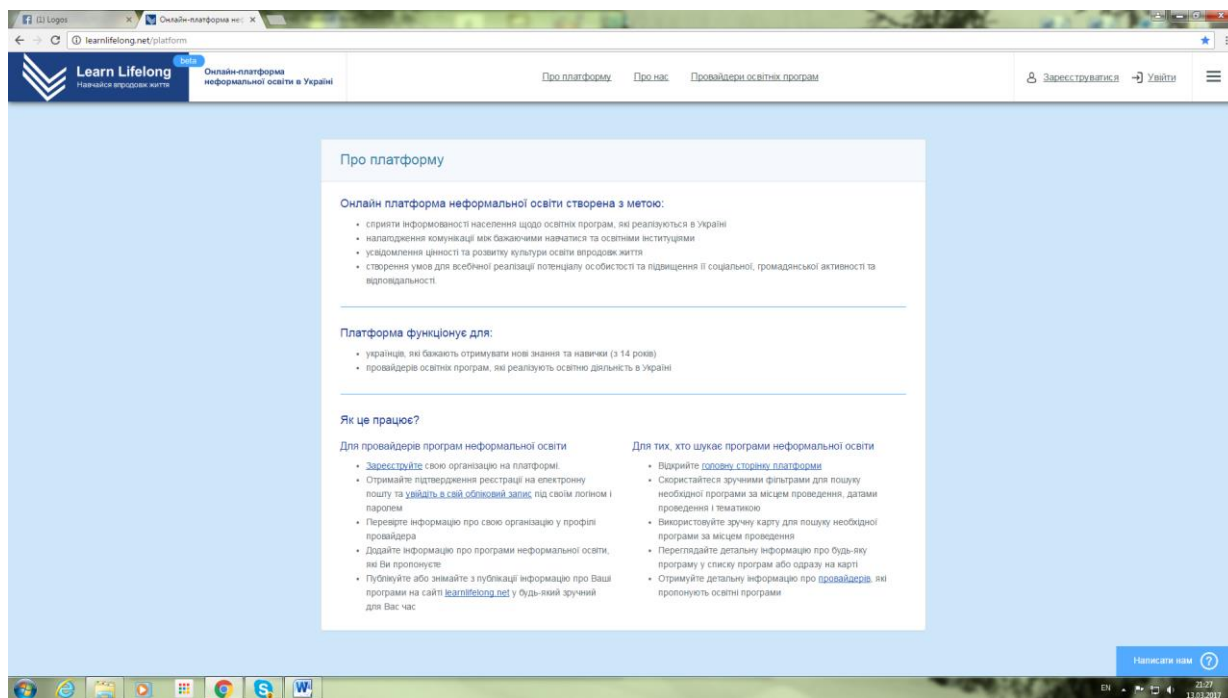 (1) Logos
Онлайн-платформа неф
learnlifelong.net/platform
beta
Learn Lifelong
Навчайся впродовж життя
Онлайн-платформа
неформальної освіти в Україні
Про платформу
Про нас
Провайдери освітніх програм
Зареєструватися
Увійти
Про платформу
Онлайн платформа неформальної освіти створена з метою:
• сприяти інформованості населення щодо освітніх програм, які реалізуються в Україні
• налагодження комунікації між бажаючими навчатися та освітніми інституціями
• усвідомлення цінності та розвитку культури освіти впродовж життя
• створення умов для всебічної реалізації потенціалу особистості та підвищення її соціальної, громадянської активності та
відповідальності.
Платформа функціонує для:
• українців, які бажають отримувати нові знання та навички (з 14 років)
• провайдерів освітніх програм, які реалізують освітню діяльність в Україні
Як це працює?
Для провайдерів програм неформальної освіти
• Зареєструйте свою організацію на платформі.
• Отримайте підтвердження реєстрації на електронну
пошту та увійдіть в свій обліковий запис під своїм логіном і
паролем
• Перевірте інформацію про свою організацію у профілі
провайдера
• Додайте інформацію про програми неформальної освіти,
які Ви пропонуєте
• Публікуйте або знімайте з публікації інформацію про Ваші
програми на сайті learnlifelong.net у будь-який зручний
для Вас час
Для тих, хто шукає програми неформальної освіти
• Відкрийте головну сторінку платформи
• Скористайтеся зручними фільтрами для пошуку
необхідної програми за місцем проведення, датами
проведення і тематикою
• Використовуйте зручну карту для пошуку необхідної
програми за місцем проведення
• Переглядайте детальну інформацію про будь-яку
програму у списку програм або одразу на карті
• Отримуйте детальну інформацію про провайдерів, які
пропонують освітні програми
Написати нам
EN
21:27
13.03.2017